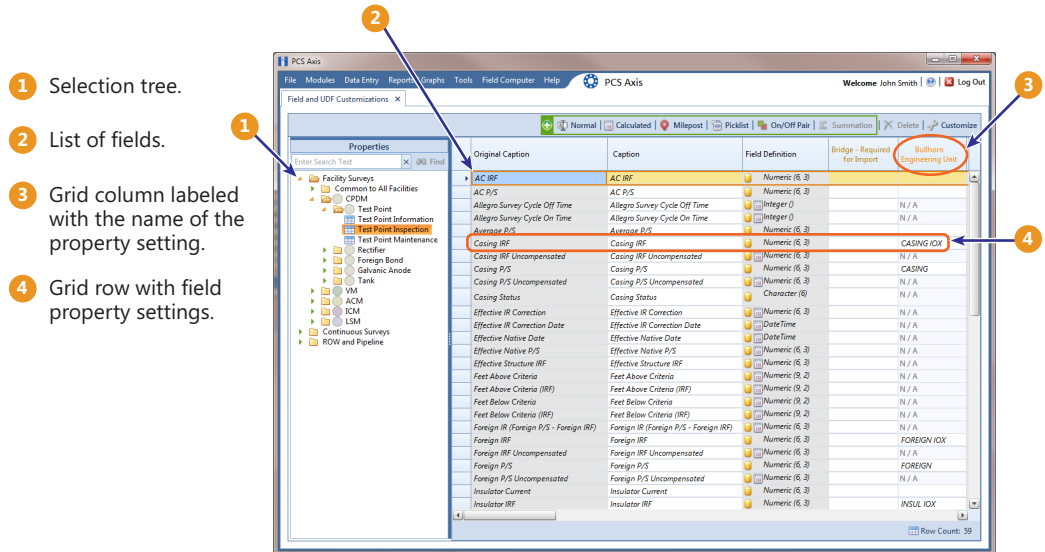 2
1 Selection tree.
2 List of fields.
3 Grid column labeled
with the name of the
property setting.
4 Grid row with field
property settings.
1
3
4
PCS Axis
File Modules Data Entry Reports Graphs Tools Field Computer Help PCS Axis Welcome John Smith | Log Out
Field and UDF Customizations X
Normal | Calculated | Milepost | Picklist | On/Off Pair | Summation | Delete | Customize
Properties
Enter Search Text x Find
Facility Surveys
Common to All Facilities
CPDM
Test Point
Test Point Information
Test Point Inspection
Test Point Maintenance
Rectifier
Foreign Bond
Galvanic Anode
Tank
VM
ACM
ICM
LSM
Continuous Surveys
ROW and Pipeline
Original Caption Caption Field Definition Bridge - Required for Import Bullhorn Engineering Unit
AC IRF AC IRF Numeric (6, 3)
AC P/S AC P/S Numeric (6, 3)
Allegro Survey Cycle Off Time Allegro Survey Cycle Off Time Integer () N / A
Allegro Survey Cycle On Time Allegro Survey Cycle On Time Integer () N / A
Average P/S Average P/S Numeric (6, 3)
Casing IRF Casing IRF Numeric (6, 3) CASING IOX
Casing IRF Uncompensated Casing IRF Uncompensated Numeric (6, 3) N / A
Casing P/S Casing P/S Numeric (6, 3) CASING
Casing P/S Uncompensated Casing P/S Uncompensated Numeric (6, 3) N / A
Casing Status Casing Status Character (6) N / A
Effective IR Correction Effective IR Correction Numeric (6, 3) N / A
Effective IR Correction Date Effective IR Correction Date DateTime N / A
Effective Native Date Effective Native Date DateTime N / A
Effective Native P/S Effective Native P/S Numeric (6, 3) N / A
Effective Structure IRF Effective Structure IRF Numeric (6, 3) N / A
Feet Above Criteria Feet Above Criteria Numeric (9, 2) N / A
Feet Above Criteria (IRF) Feet Above Criteria (IRF) Numeric (9, 2) N / A
Feet Below Criteria Feet Below Criteria Numeric (9, 2) N / A
Feet Below Criteria (IRF) Feet Below Criteria (IRF) Numeric (9, 2) N / A
Foreign IR (Foreign P/S - Foreign IRF) Foreign IR (Foreign P/S - Foreign IRF) Numeric (6, 3) N / A
Foreign IRF Foreign IRF Numeric (6, 3) FOREIGN IOX
Foreign IRF Uncompensated Foreign IRF Uncompensated Numeric (6, 3) N / A
Foreign P/S Foreign P/S Numeric (6, 3) FOREIGN
Foreign P/S Uncompensated Foreign P/S Uncompensated Numeric (6, 3) N / A
Insulator Current Insulator Current Numeric (6, 3)
Insulator IRF Insulator IRF Numeric (6, 3) INSUL IOX
Row Count: 59